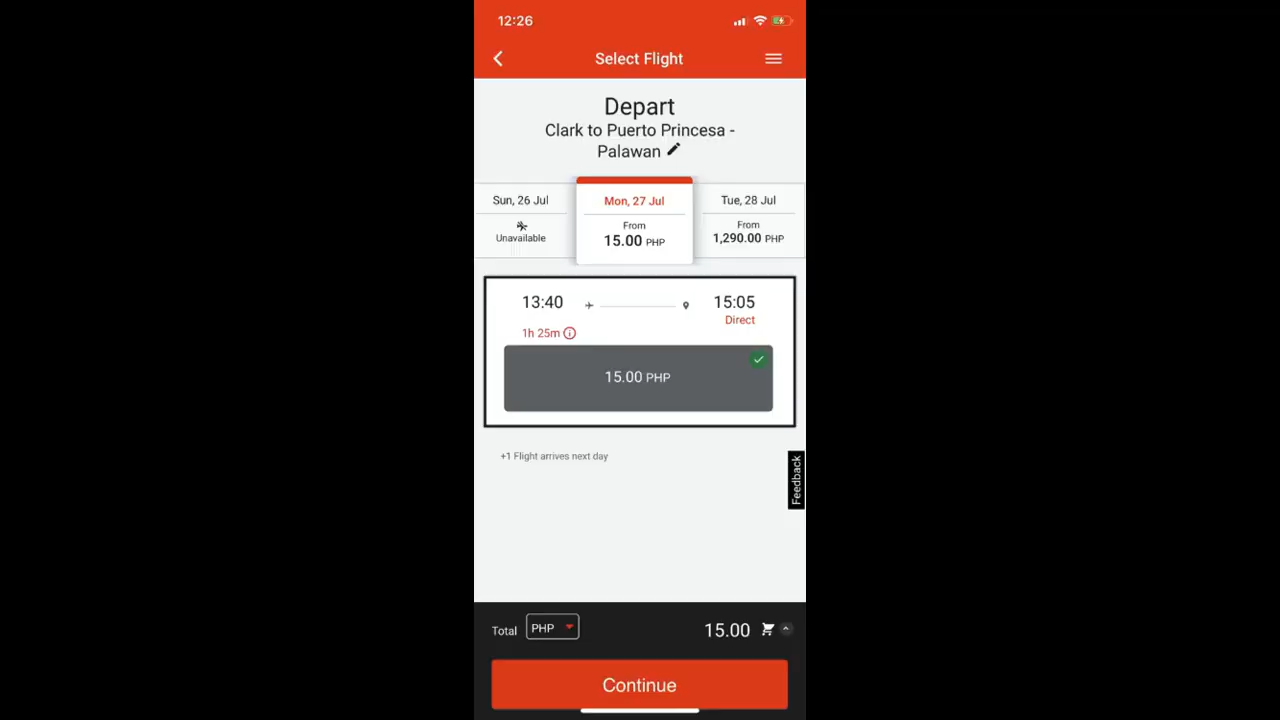 12:26
Select Flight
Depart
Clark to Puerto Princesa -
Palawan
Sun, 26 Jul
Unavailable
Mon, 27 Jul
From
15.00 PHP
Tue, 28 Jul
From
1,290.00 PHP
13:40
15:05
Direct
1h 25m
15.00 PHP
+1 Flight arrives next day
Feedback
Total
PHP
15.00
Continue